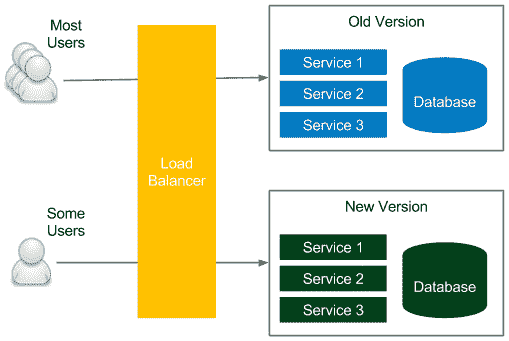 Most
Users
Old Version
Service 1
Service 2
Service 3
Database
Load
Balancer
Some
Users
New Version
Service 1
Service 2
Service 3
Database